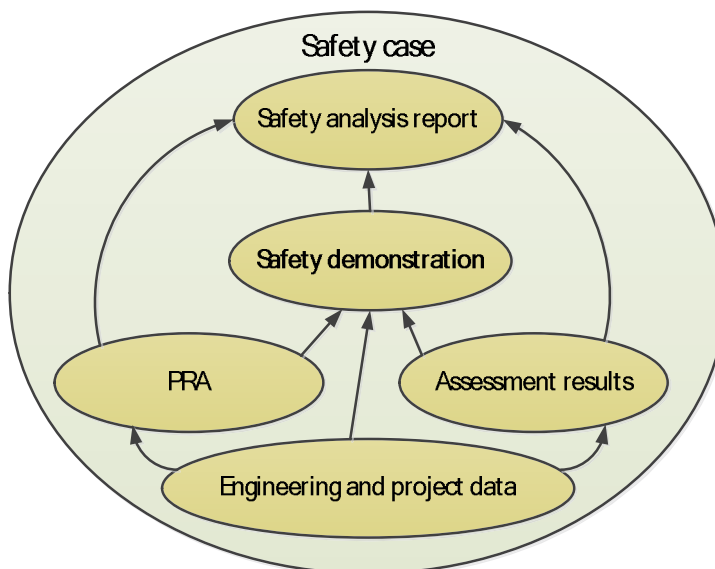 Safety case
Safety analysis report
Safety demonstration
PRA
Assessment results
Engineering and project data